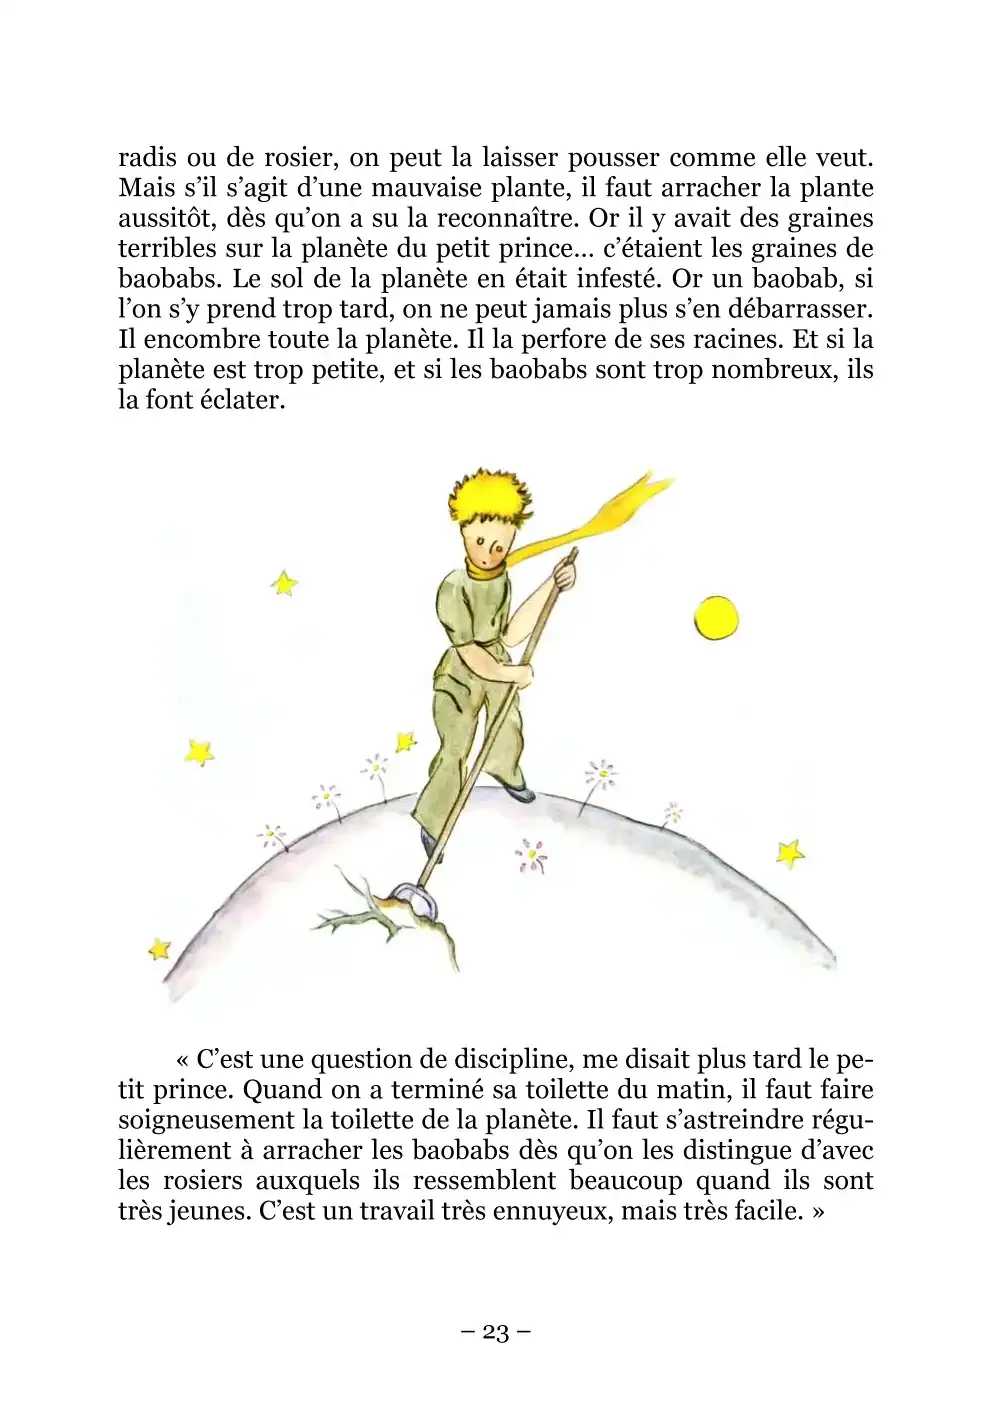 radis ou de rosier, on peut la laisser pousser comme elle veut.
Mais s’il s’agit d’une mauvaise plante, il faut arracher la plante
aussitôt, dès qu’on a su la reconnaître. Or il y avait des graines
terribles sur la planète du petit prince… c’étaient les graines de
baobabs. Le sol de la planète en était infesté. Or un baobab, si
l’on s’y prend trop tard, on ne peut jamais plus s’en débarrasser.
Il encombre toute la planète. Il la perfore de ses racines. Et si la
planète est trop petite, et si les baobabs sont trop nombreux, ils
la font éclater.
« C’est une question de discipline, me disait plus tard le pe-
tit prince. Quand on a terminé sa toilette du matin, il faut faire
soigneusement la toilette de la planète. Il faut s’astreindre régu-
lièrement à arracher les baobabs dès qu’on les distingue d’avec
les rosiers auxquels ils ressemblent beaucoup quand ils sont
très jeunes. C’est un travail très ennuyeux, mais très facile. »
– 23 –